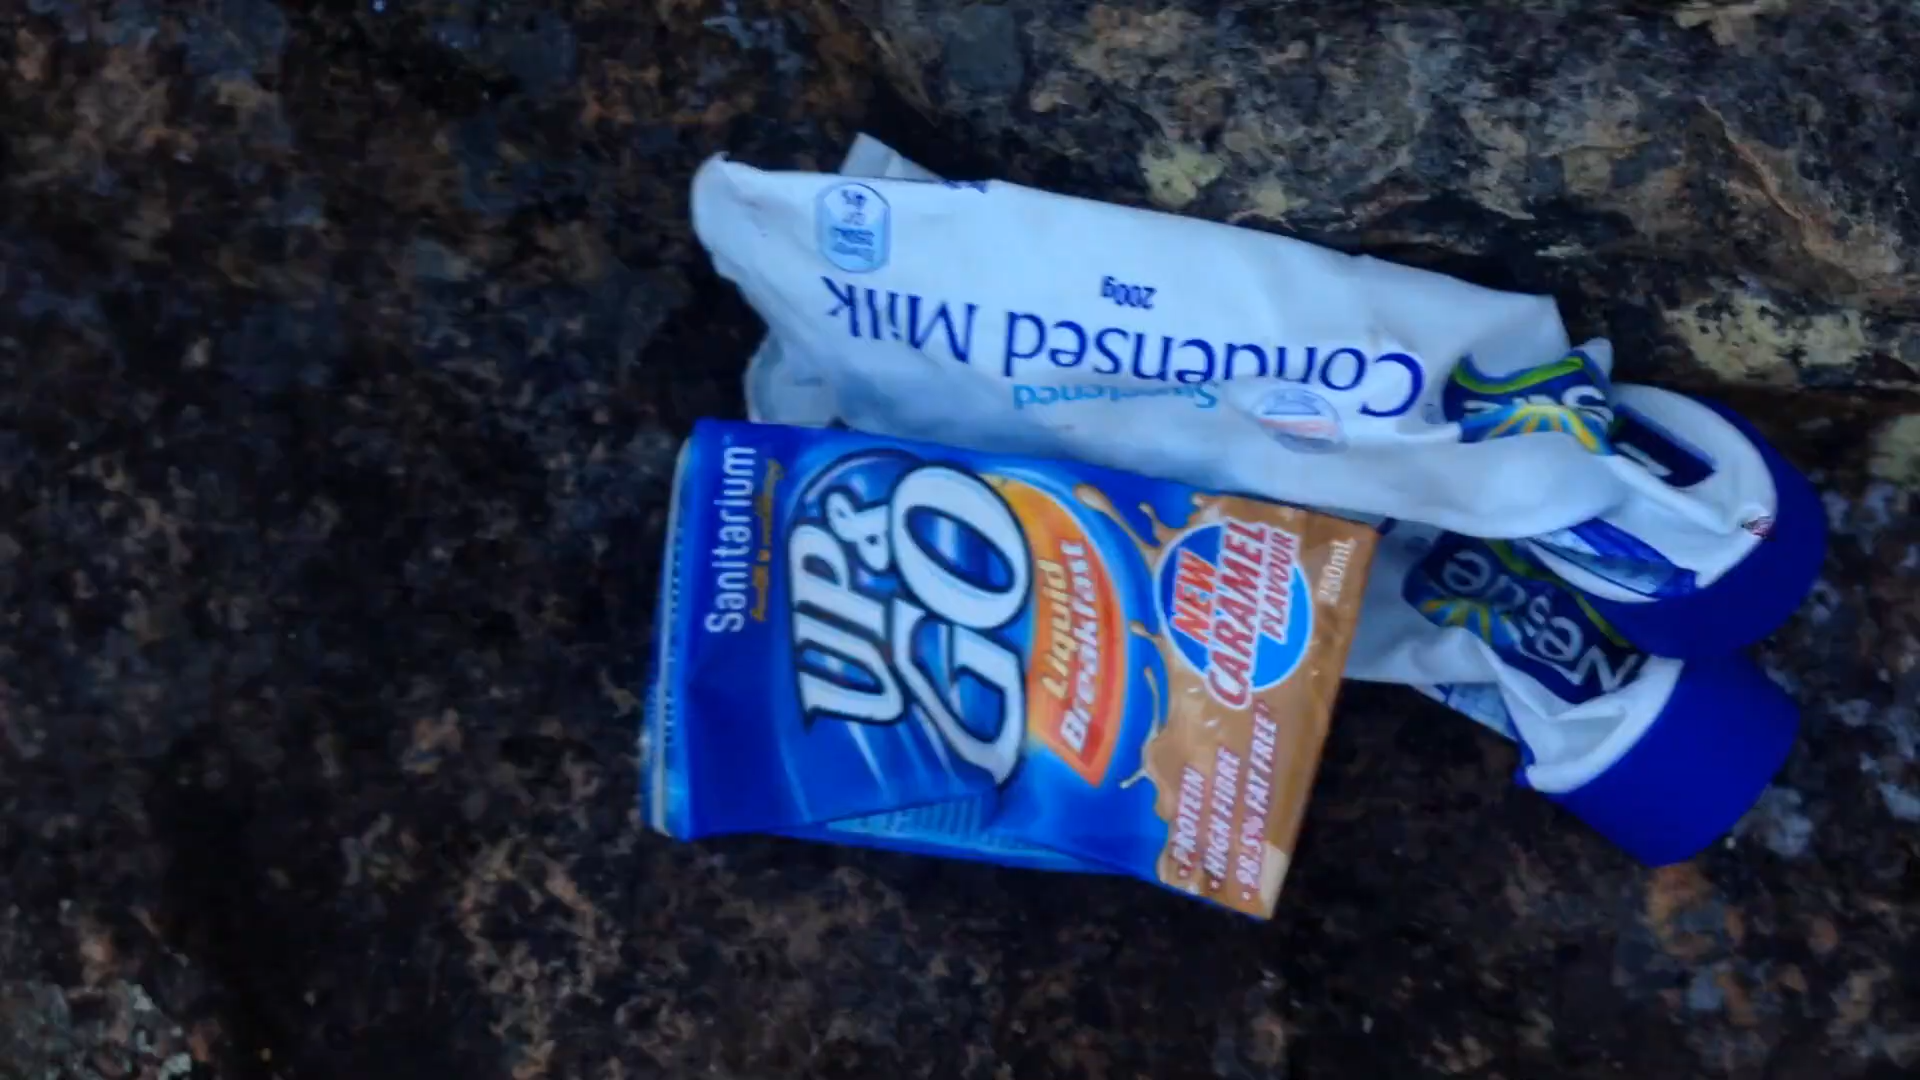 Sanitarium
UP&
GO
Liquid
Breakfast
NEW
CARAMEL
FLAVOUR
250mL
• PROTEIN
• HIGH FIBRE
• 98.5% FAT FREE
Sweetened
Condensed Milk
200g
Nestlé